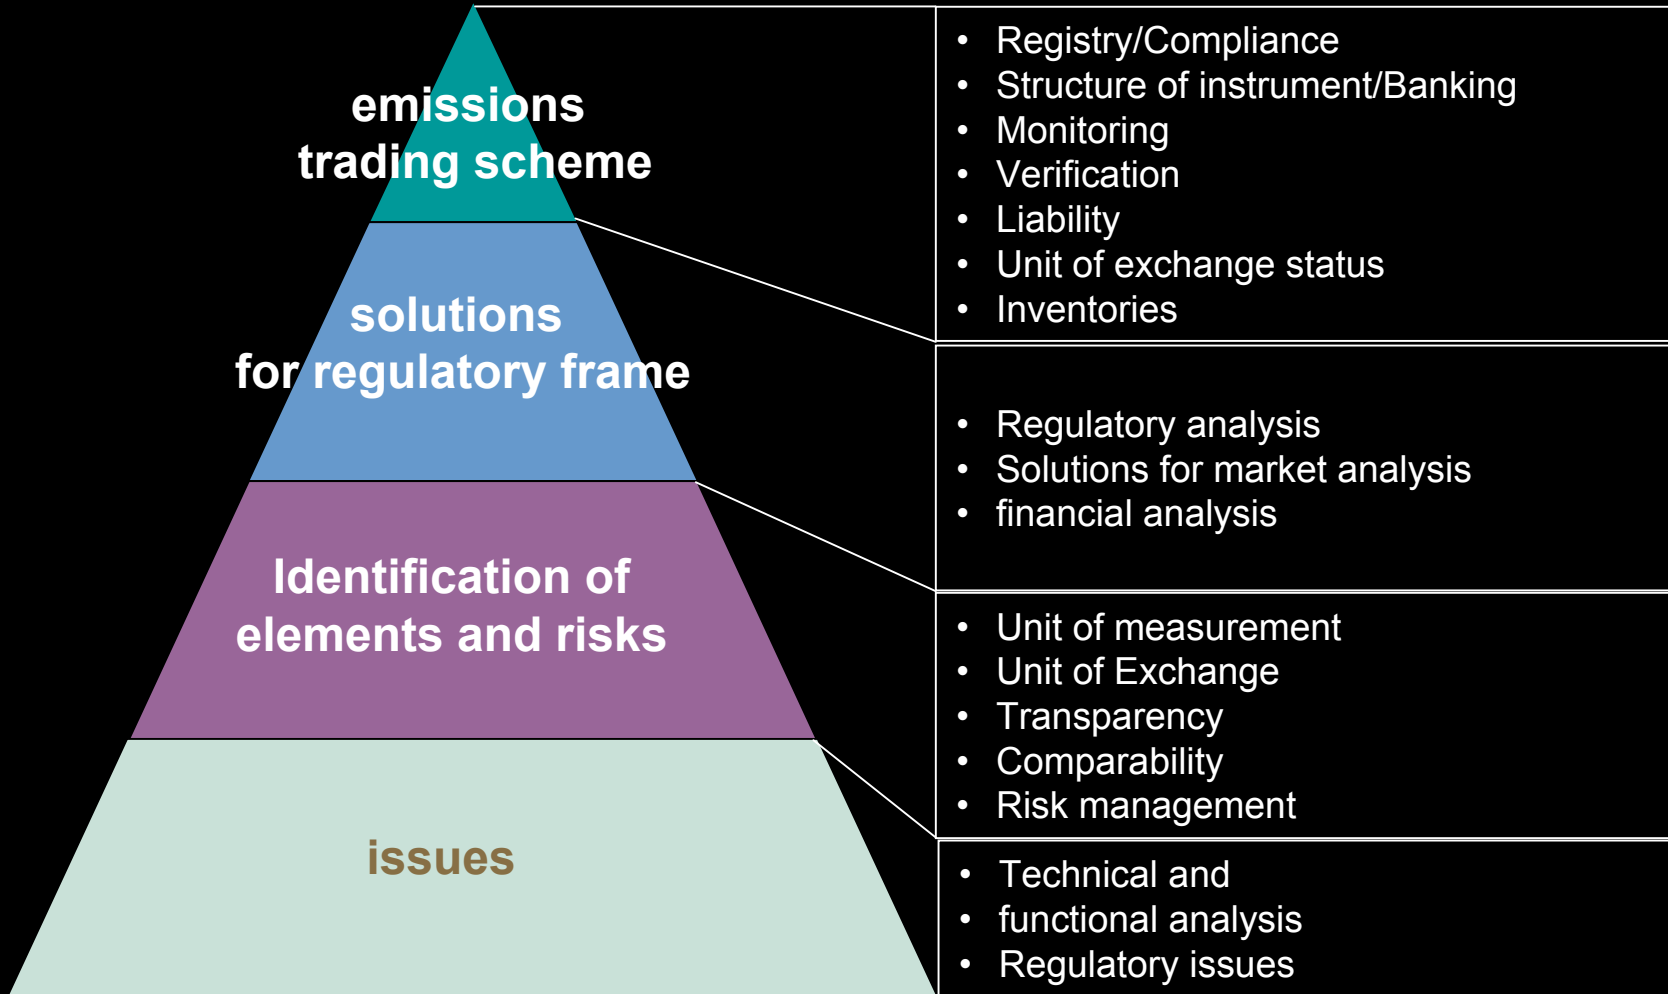 emissions
trading scheme
• Registry/Compliance
• Structure of instrument/Banking
• Monitoring
• Verification
• Liability
• Unit of exchange status
• Inventories
solutions
for regulatory frame
• Regulatory analysis
• Solutions for market analysis
• financial analysis
Identification of
elements and risks
• Unit of measurement
• Unit of Exchange
• Transparency
• Comparability
• Risk management
issues
• Technical and
• functional analysis
• Regulatory issues